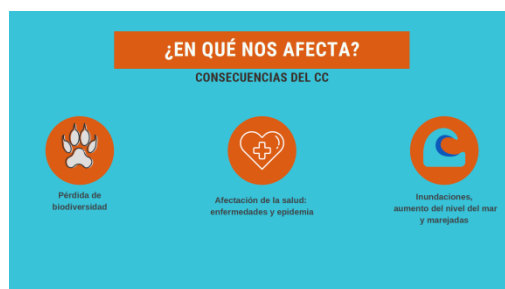 ¿EN QUÉ NOS AFECTA?
CONSECUENCIAS DEL CC
Pérdida de
biodiversidad
Afectación de la salud:
enfermedades y epidemia
Inundaciones,
aumento del nivel del mar
y marejadas